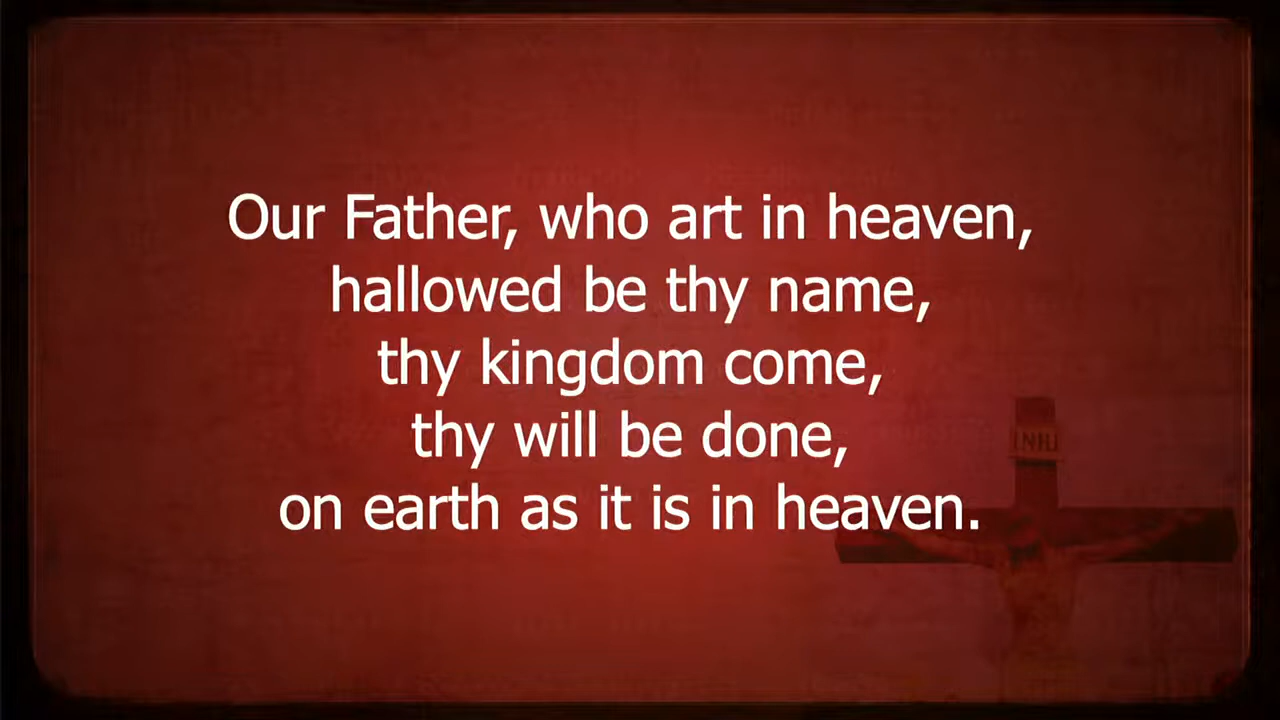 Our Father, who art in heaven,
hallowed be thy name,
thy kingdom come,
thy will be done,
on earth as it is in heaven.
INRI